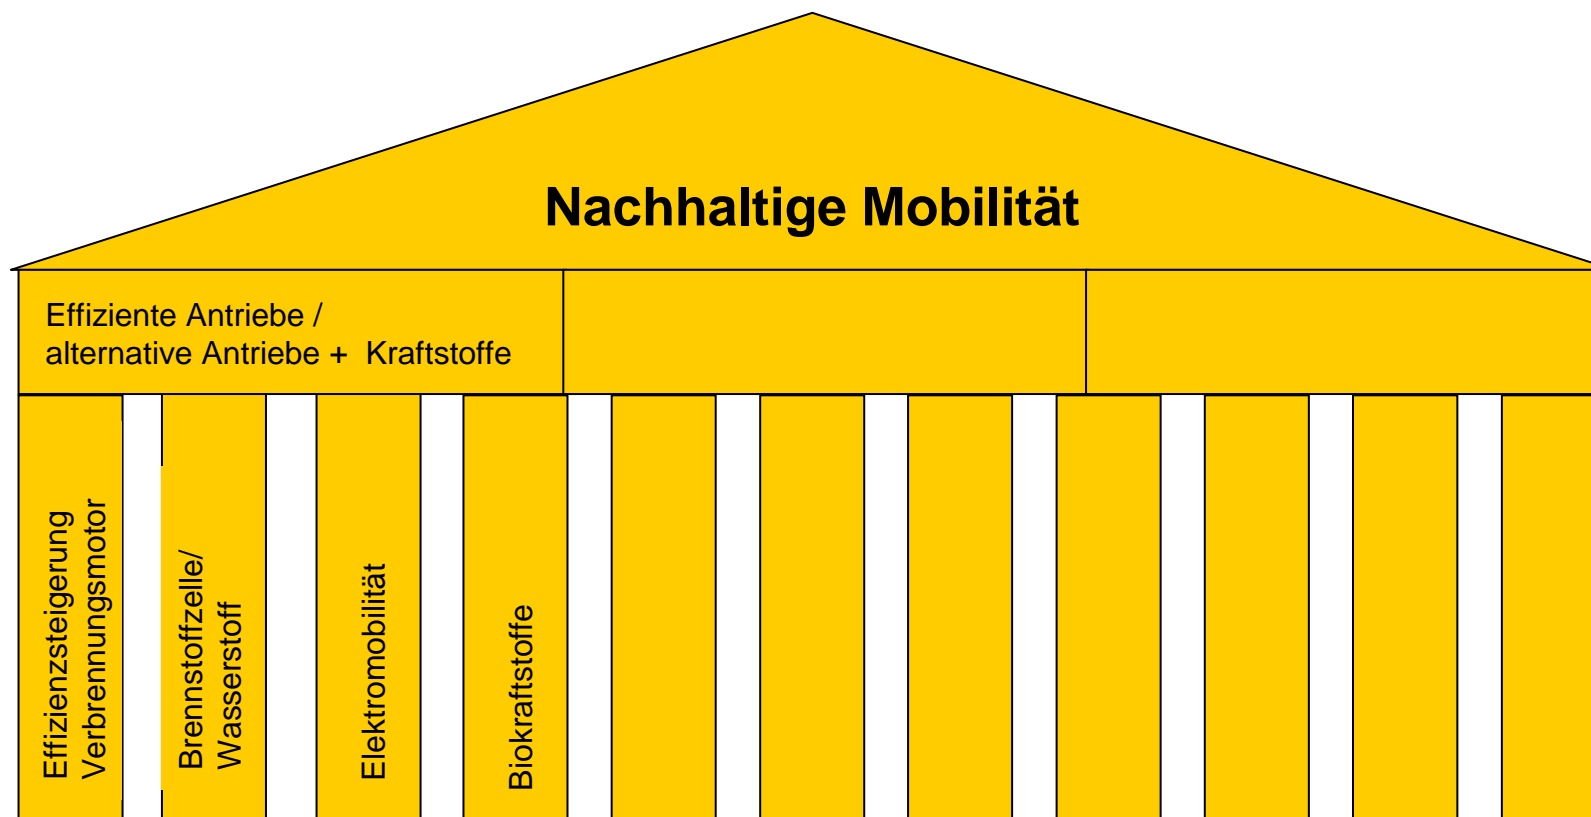 Nachhaltige Mobilität
Effiziente Antriebe /
alternative Antriebe + Kraftstoffe
Effizienzsteigerung
Verbrennungsmotor
Brennstoffzelle/
Wasserstoff
Elektromobilität
Biokraftstoffe